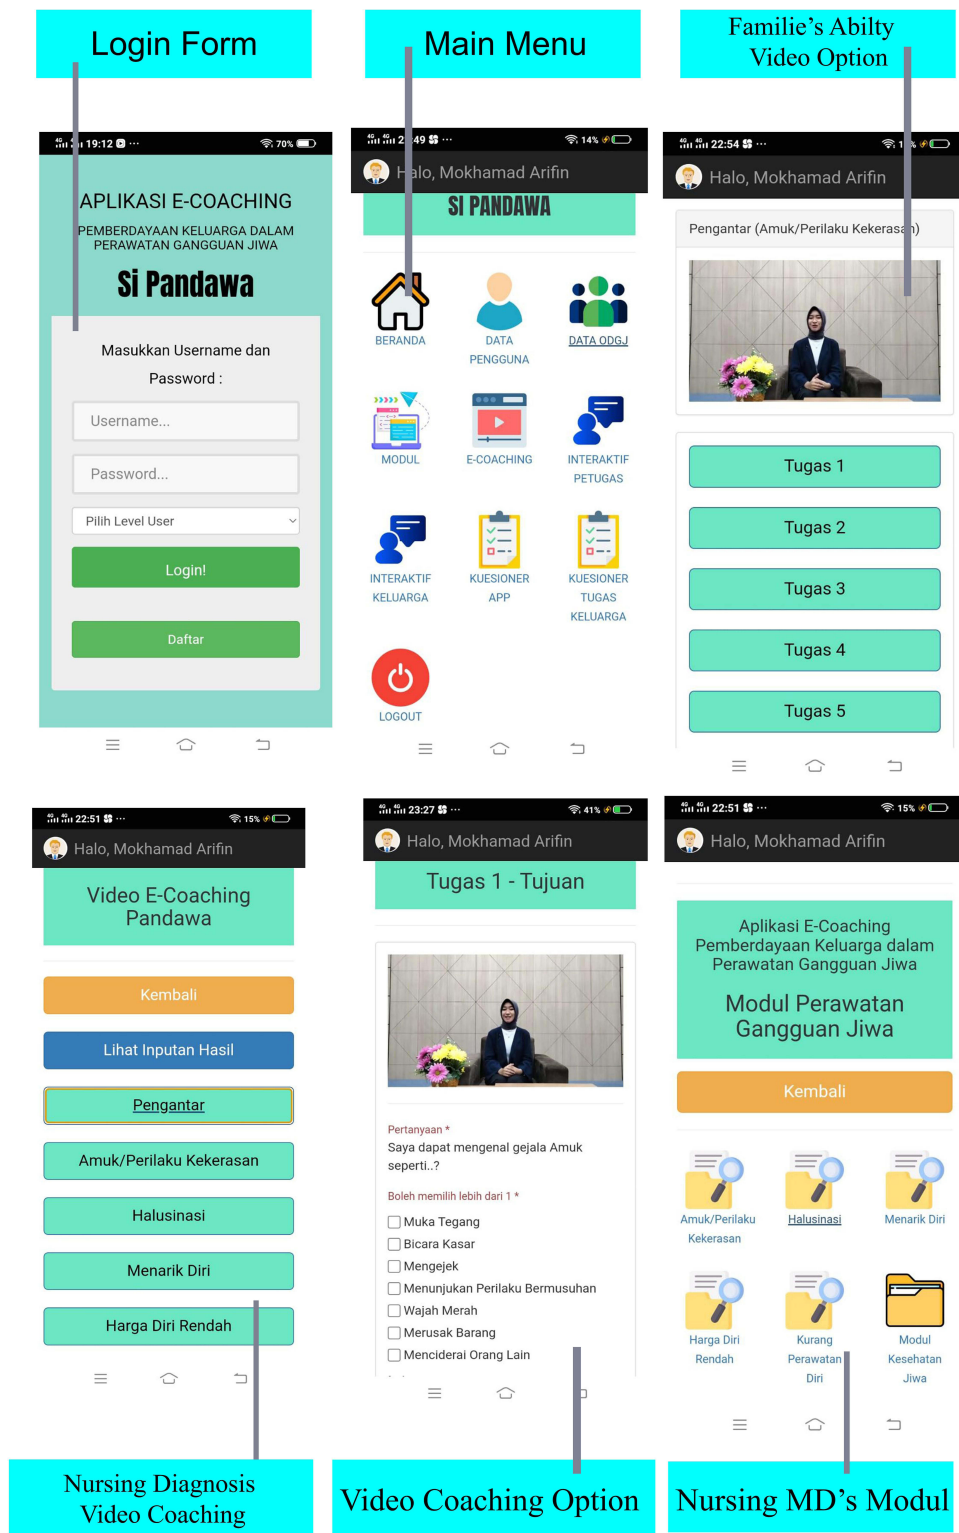 Login Form
Main Menu
Familie's Abilty
Video Option
19:12
70%
APLIKASI E-COACHING
PEMBERDAYAAN KELUARGA DALAM
PERAWATAN GANGGUAN JIWA
Si Pandawa
Masukkan Username dan
Password :
Username...
Password...
Pilih Level User
Login!
Daftar
14%
Halo, Mokhamad Arifin
SI PANDAWA
BERANDA
DATA
PENGGUNA
DATA ODGJ
MODUL
E-COACHING
INTERAKTIF
PETUGAS
INTERAKTIF
KELUARGA
KUESIONER
APP
KUESIONER
TUGAS
KELUARGA
LOGOUT
22:54
Halo, Mokhamad Arifin
Pengantar (Amuk/Perilaku Kekerasan)
Tugas 1
Tugas 2
Tugas 3
Tugas 4
Tugas 5
22:51
15%
Halo, Mokhamad Arifin
Video E-Coaching
Pandawa
Kembali
Lihat Inputan Hasil
Pengantar
Amuk/Perilaku Kekerasan
Halusinasi
Menarik Diri
Harga Diri Rendah
23:27
41%
Halo, Mokhamad Arifin
Tugas 1 - Tujuan
Pertanyaan *
Saya dapat mengenal gejala Amuk
seperti..?
Boleh memilih lebih dari 1 *
Muka Tegang
Bicara Kasar
Mengejek
Menunjukan Perilaku Bermusuhan
Wajah Merah
Merusak Barang
Menciderai Orang Lain
22:51
15%
Halo, Mokhamad Arifin
Aplikasi E-Coaching
Pemberdayaan Keluarga dalam
Perawatan Gangguan Jiwa
Modul Perawatan
Gangguan Jiwa
Kembali
Amuk/Perilaku
Kekerasan
Halusinasi
Menarik Diri
Harga Diri
Rendah
Kurang
Perawatan
Diri
Modul
Kesehatan
Jiwa
Nursing Diagnosis
Video Coaching
Video Coaching Option
Nursing MD's Modul